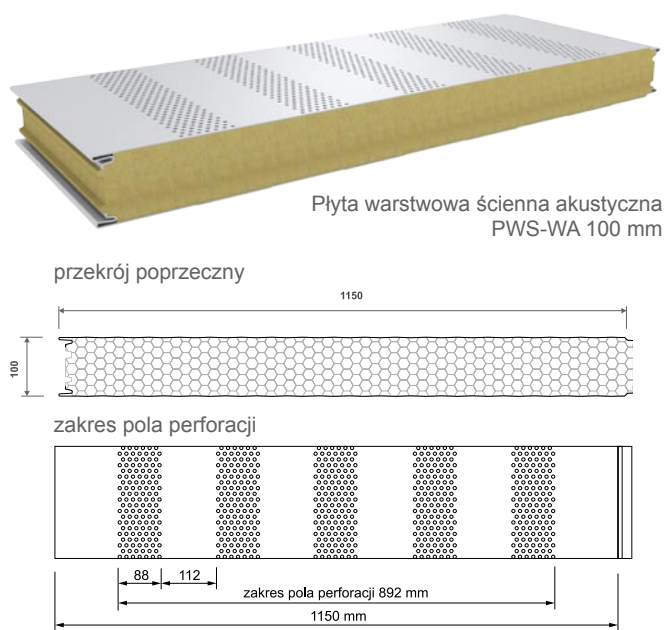 Płyta warstwowa ścienna akustyczna
PWS-WA 100 mm
przekrój poprzeczny
1150
100
zakres pola perforacji
88
112
zakres pola perforacji 892 mm
1150 mm